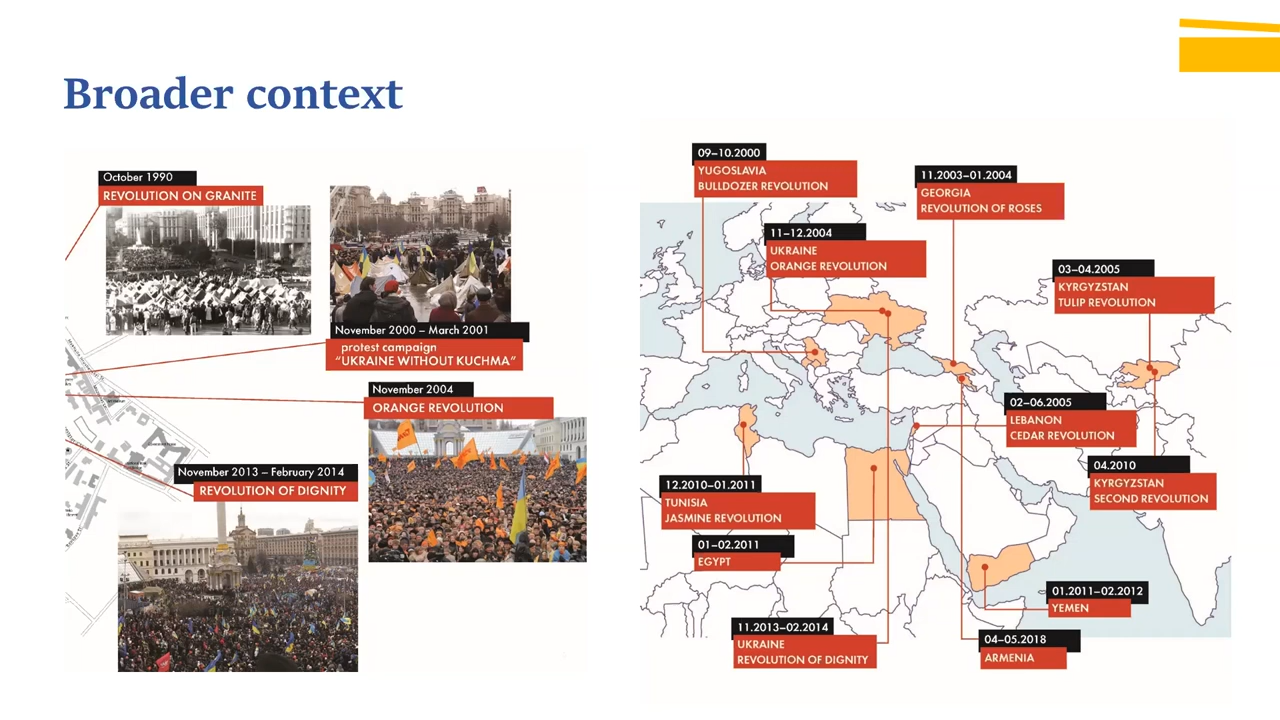 Broader context
October 1990
REVOLUTION ON GRANITE
November 2000 – March 2001
protest campaign
“UKRAINE WITHOUT KUCHMA”
November 2004
ORANGE REVOLUTION
November 2013 – February 2014
REVOLUTION OF DIGNITY
09–10.2000
YUGOSLAVIA
BULLDOZER REVOLUTION
11.2003–01.2004
GEORGIA
REVOLUTION OF ROSES
11–12.2004
UKRAINE
ORANGE REVOLUTION
03–04.2005
KYRGYZSTAN
TULIP REVOLUTION
02–06.2005
LEBANON
CEDAR REVOLUTION
04.2010
KYRGYZSTAN
SECOND REVOLUTION
12.2010–01.2011
TUNISIA
JASMINE REVOLUTION
01–02.2011
EGYPT
01.2011–02.2012
YEMEN
11.2013–02.2014
UKRAINE
REVOLUTION OF DIGNITY
04–05.2018
ARMENIA